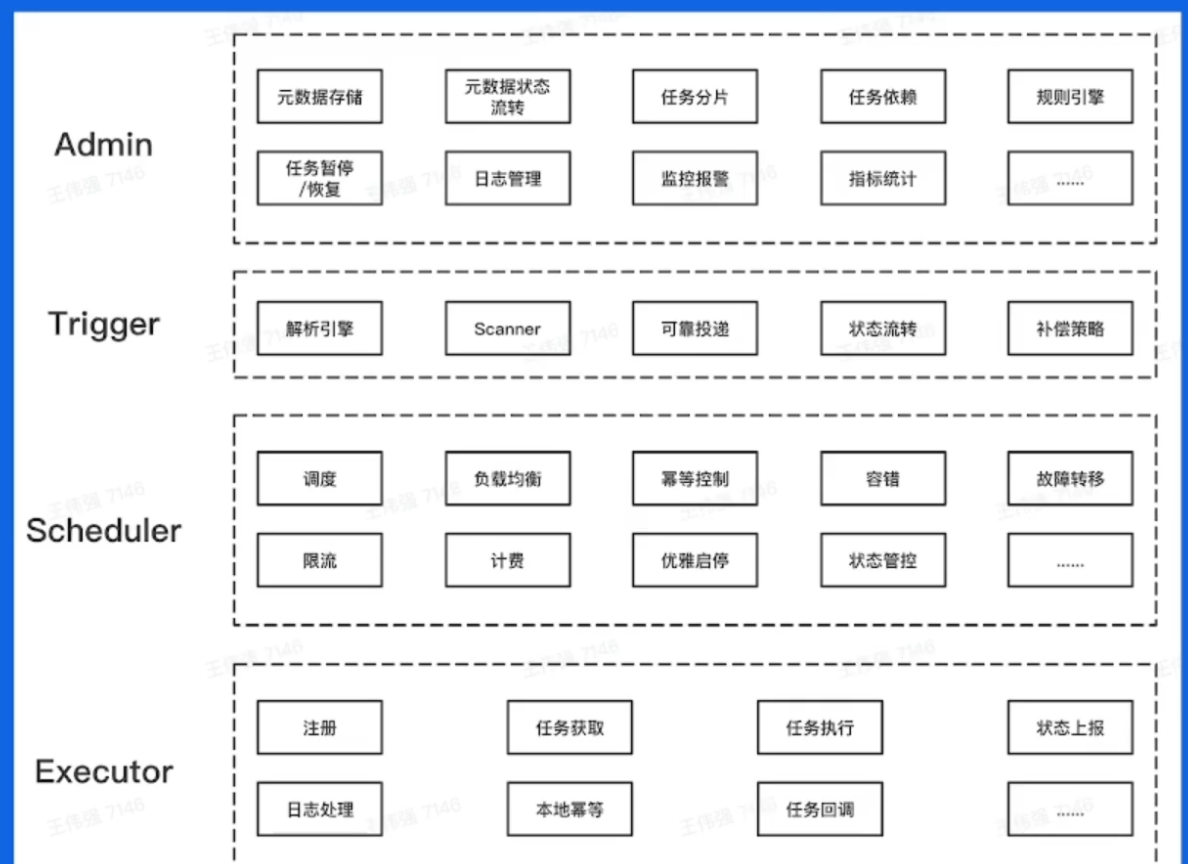 王伟强 7146
Admin
元数据存储
元数据状态
流转
任务分片
任务依赖
规则引擎
任务暂停
/恢复
日志管理
监控报警
指标统计
......
Trigger
解析引擎
Scanner
可靠投递
状态流转
补偿策略
Scheduler
调度
负载均衡
幂等控制
容错
故障转移
限流
计费
优雅启停
状态管控
......
Executor
注册
任务获取
任务执行
状态上报
日志处理
本地幂等
任务回调
......